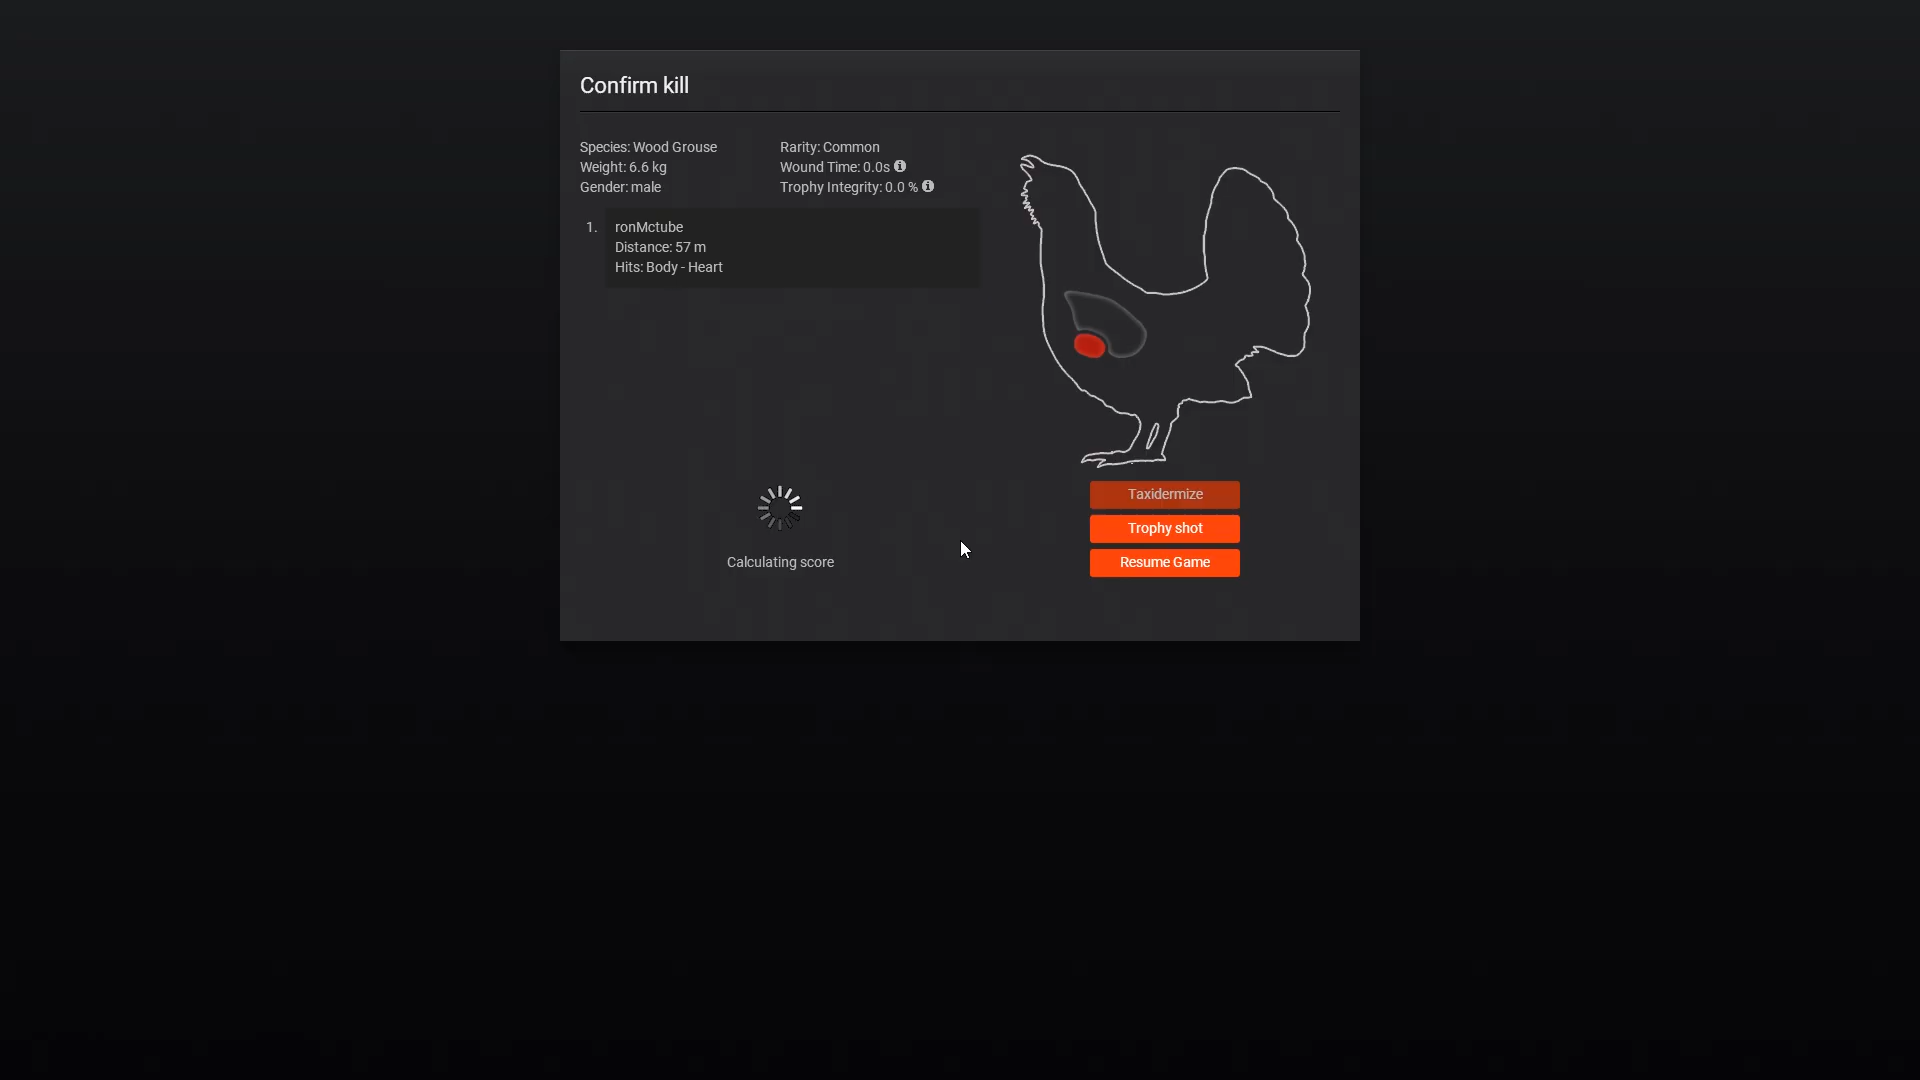 Confirm kill
Species: Wood Grouse
Weight: 6.6 kg
Gender: male
Rarity: Common
Wound Time: 0.0s
Trophy Integrity: 0.0 %
1.
ronMctube
Distance: 57 m
Hits: Body - Heart
Calculating score
Taxidermize
Trophy shot
Resume Game